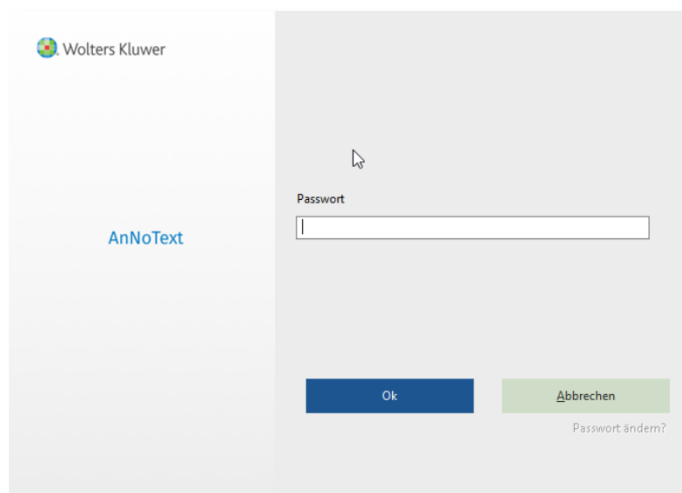 Wolters Kluwer
AnNoText
Passwort
Ok
Abbrechen
Passwort ändern?